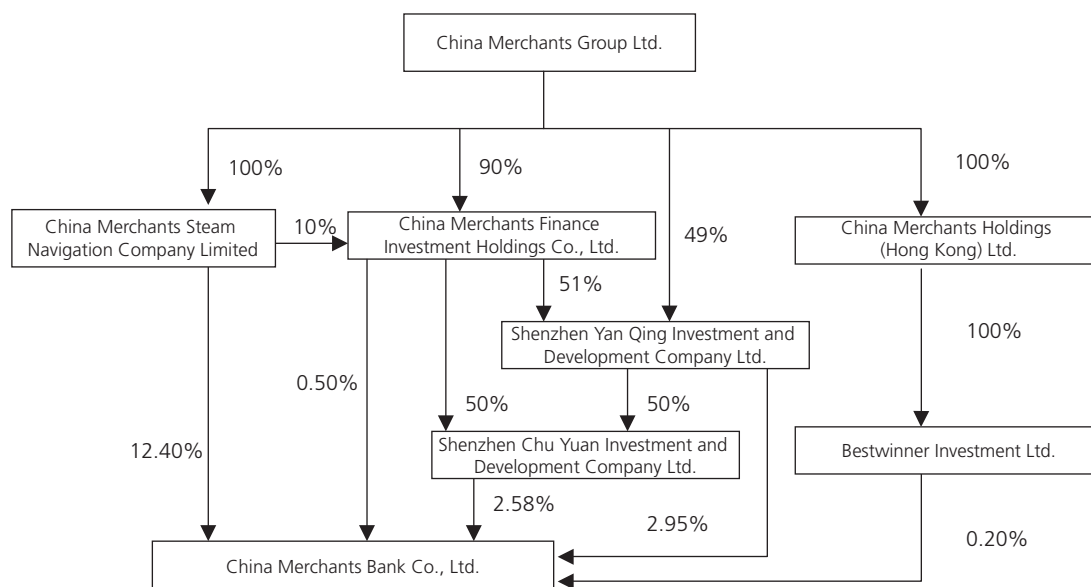 China Merchants Group Ltd.
100%
90%
49%
100%
China Merchants Steam
Navigation Company Limited
10%
China Merchants Finance
Investment Holdings Co., Ltd.
China Merchants Holdings
(Hong Kong) Ltd.
51%
Shenzhen Yan Qing Investment and
Development Company Ltd.
100%
0.50%
50%
50%
12.40%
Shenzhen Chu Yuan Investment and
Development Company Ltd.
Bestwinner Investment Ltd.
2.58%
2.95%
0.20%
China Merchants Bank Co., Ltd.